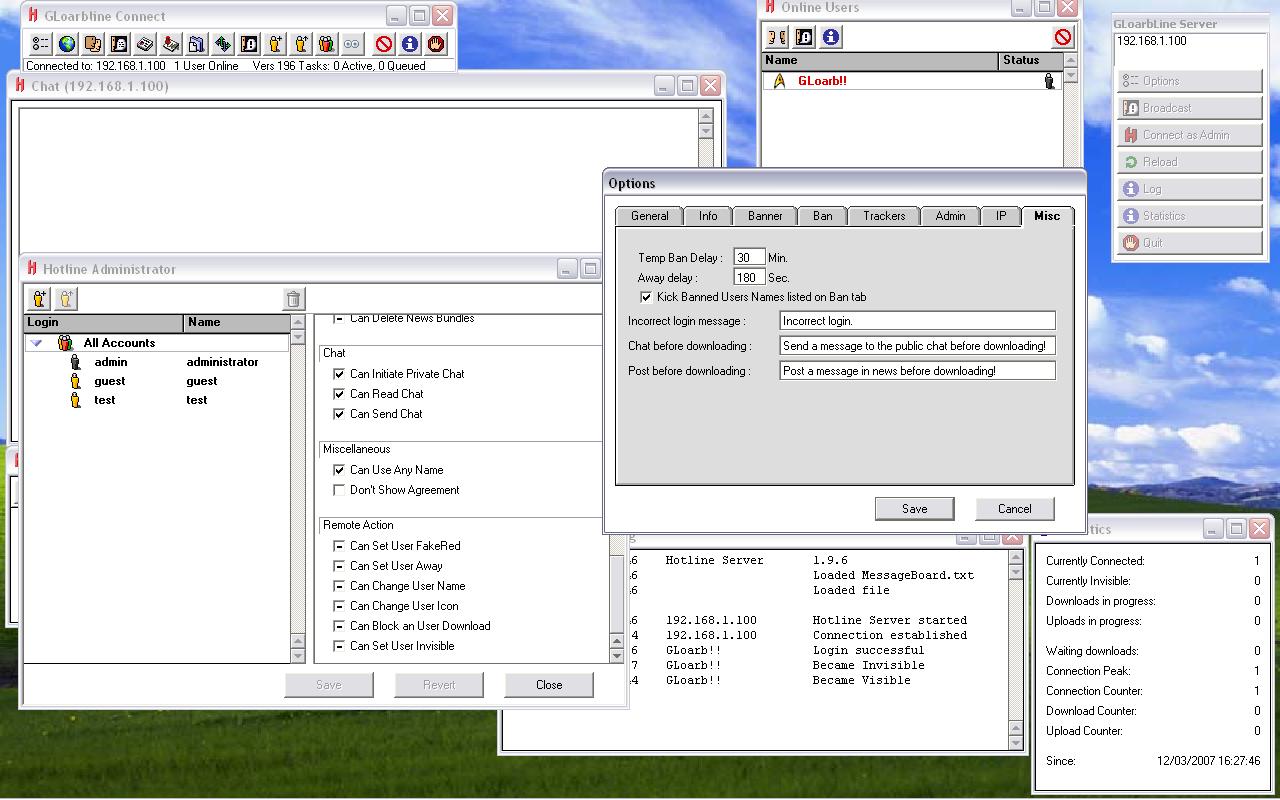 GLoarbline Connect
Connected to: 192.168.1.100 1 User Online Vers 196 Tasks: 0 Active, 0 Queued
Chat (192.168.1.100)
Online Users
Name Status
GLoarb!!
GLoarbLine Server
192.168.1.100
Options
Broadcast
Connect as Admin
Reload
Log
Statistics
Quit
Options
General Info Banner Ban Trackers Admin IP Misc
Temp Ban Delay : 30 Min.
Away delay : 180 Sec.
Kick Banned Users Names listed on Ban tab
Incorrect login message : Incorrect login.
Chat before downloading : Send a message to the public chat before downloading!
Post before downloading : Post a message in news before downloading!
Save Cancel
Hotline Administrator
Login Name
All Accounts
admin administrator
guest guest
test test
Can Delete News Bundles
Chat
Can Initiate Private Chat
Can Read Chat
Can Send Chat
Miscellaneous
Can Use Any Name
Don't Show Agreement
Remote Action
Can Set User FakeRed
Can Set User Away
Can Change User Name
Can Change User Icon
Can Block an User Download
Can Set User Invisible
Save Revert Close
6 Hotline Server 1.9.6
6 Loaded MessageBoard.txt
6 Loaded file
6 192.168.1.100 Hotline Server started
4 192.168.1.100 Connection established
6 GLoarb!! Login successful
7 GLoarb!! Became Invisible
4 GLoarb!! Became Visible
tics
Currently Connected: 1
Currently Invisible: 0
Downloads in progress: 0
Uploads in progress: 0
Waiting downloads: 0
Connection Peak: 1
Connection Counter: 1
Download Counter: 0
Upload Counter: 0
Since: 12/03/2007 16:27:46